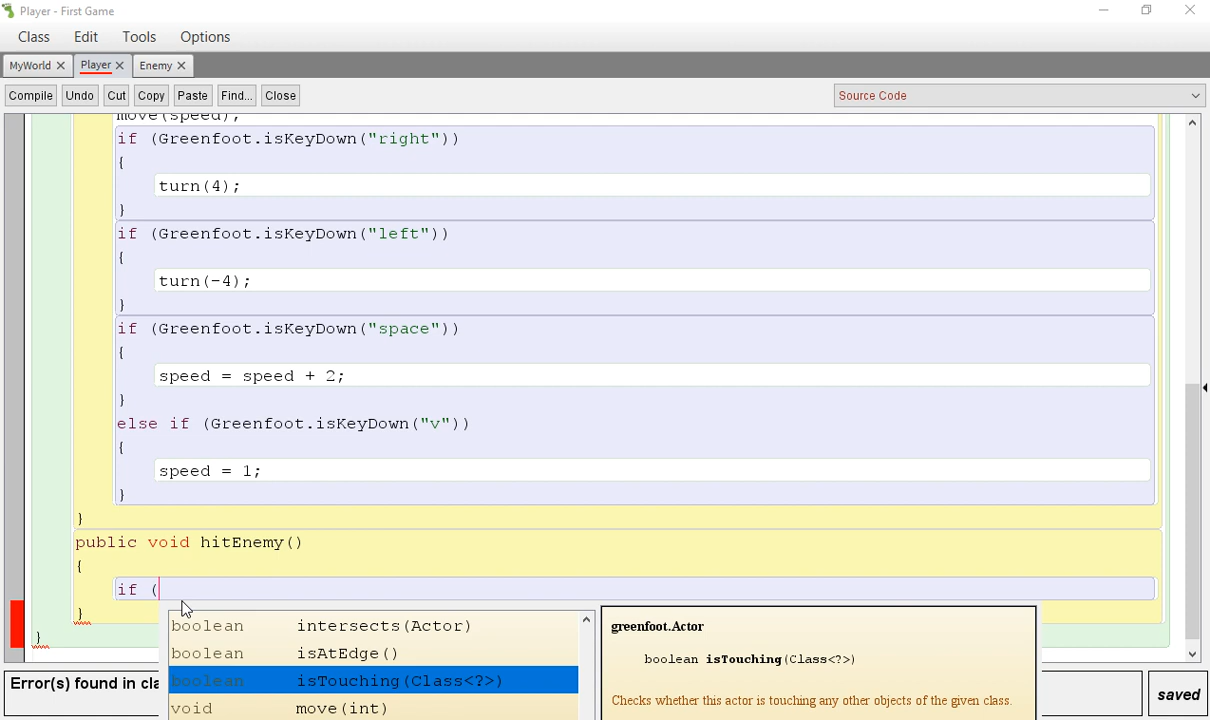 Player - First Game
Class Edit Tools Options
MyWorld Player Enemy
Compile Undo Cut Copy Paste Find... Close Source Code
move(speed);
if (Greenfoot.isKeyDown("right"))
{
turn(4);
}
if (Greenfoot.isKeyDown("left"))
{
turn(-4);
}
if (Greenfoot.isKeyDown("space"))
{
speed = speed + 2;
}
else if (Greenfoot.isKeyDown("v"))
{
speed = 1;
}
}
public void hitEnemy()
{
if (
}
}
boolean intersects(Actor)
boolean isAtEdge()
boolean isTouching(Class<?>)
void move(int)
greenfoot.Actor
boolean isTouching(Class<?>)
Checks whether this actor is touching any other objects of the given class.
Error(s) found in cla
saved